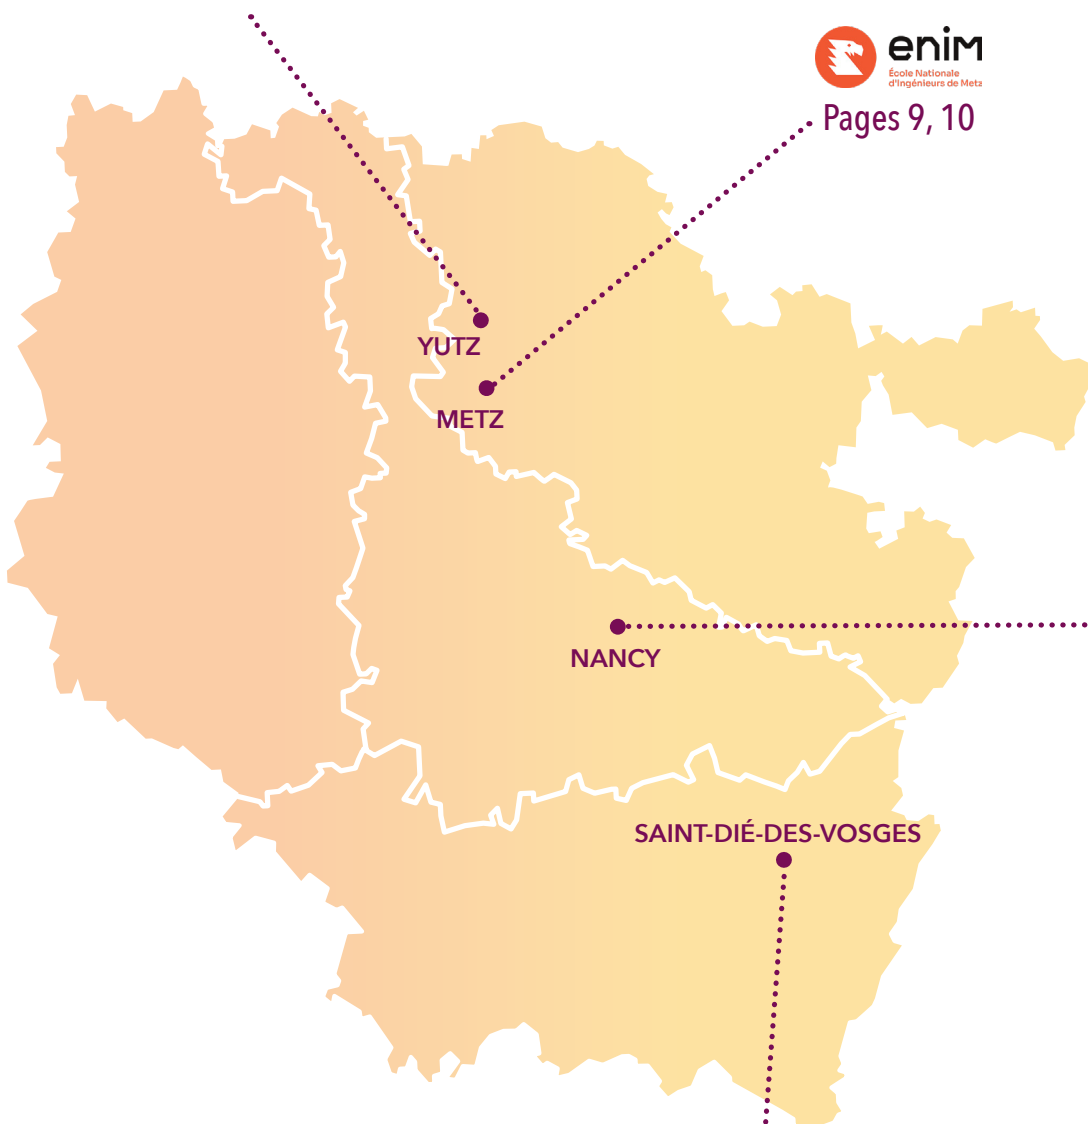 enim
École Nationale
d'Ingénieurs de Metz
Pages 9, 10
YUTZ
METZ
NANCY
SAINT-DIÉ-DES-VOSGES